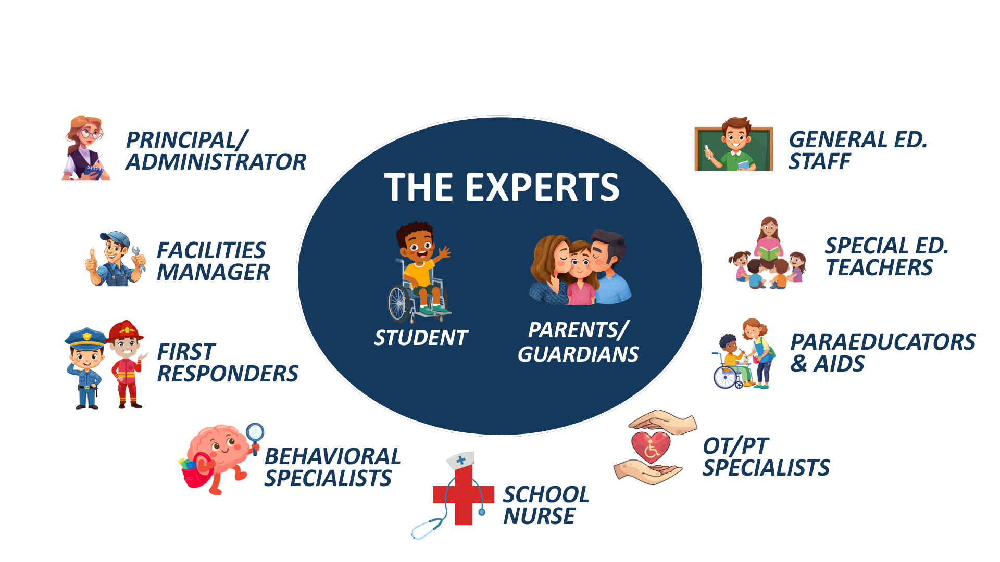 PRINCIPAL/
ADMINISTRATOR
FACILITIES
MANAGER
FIRST
RESPONDERS
BEHAVIORAL
SPECIALISTS
THE EXPERTS
STUDENT
PARENTS/
GUARDIANS
SCHOOL
NURSE
GENERAL ED.
STAFF
SPECIAL ED.
TEACHERS
PARAEDUCATORS
& AIDS
OT/PT
SPECIALISTS